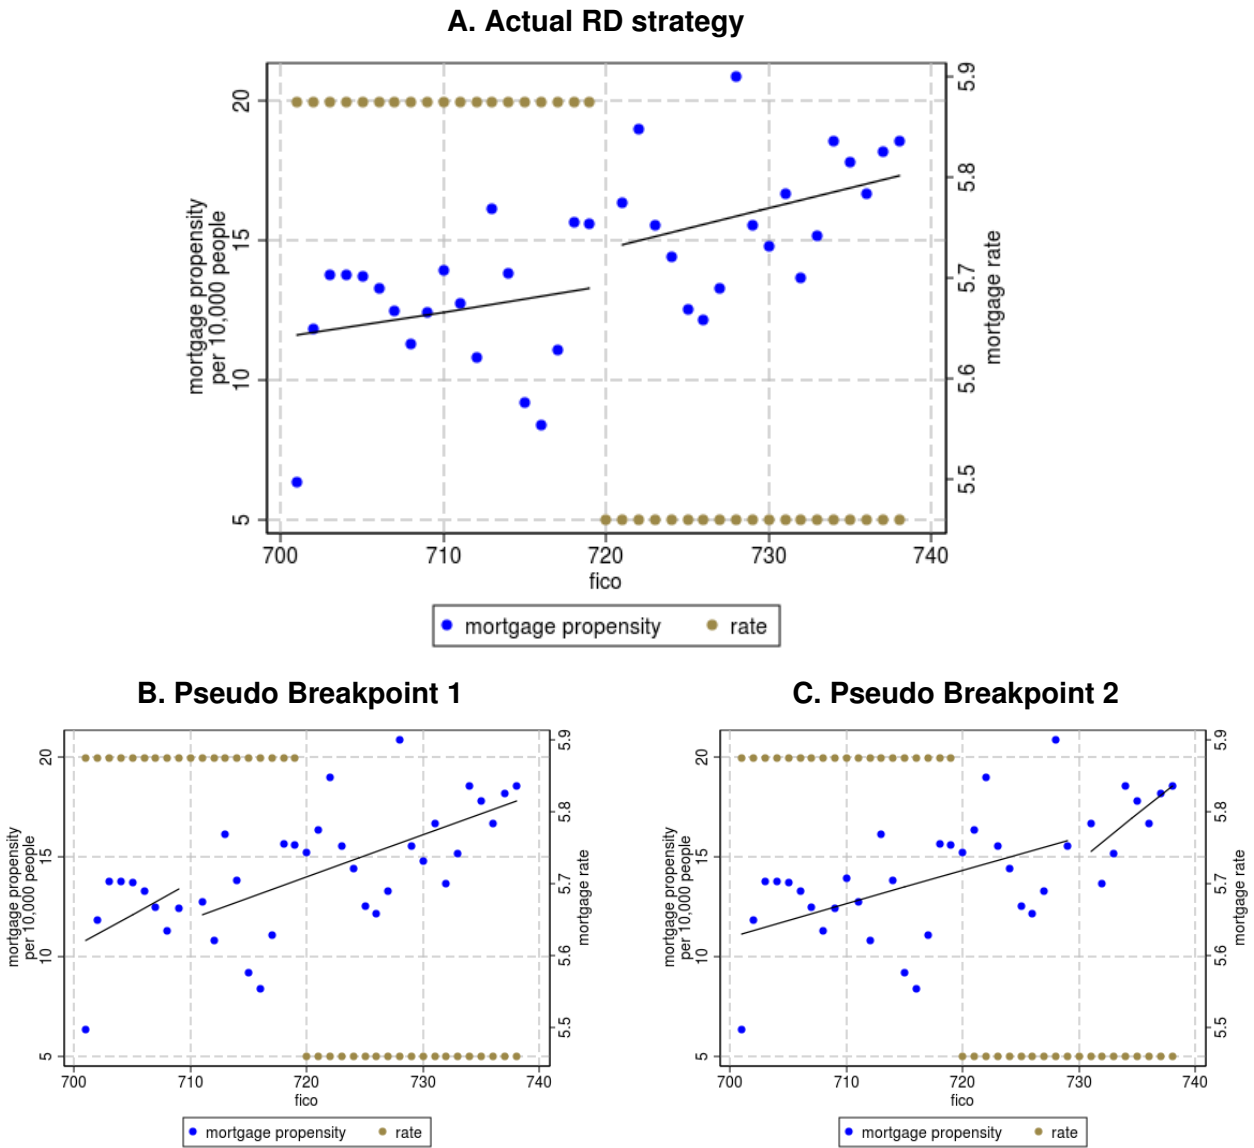 A. Actual RD strategy
mortgage propensity
per 10,000 people
20
15
10
5
5.9
5.8
5.7
5.6
5.5
mortgage rate
700 710 720 730 740
fico
mortgage propensity rate
B. Pseudo Breakpoint 1
mortgage propensity
per 10,000 people
20
15
10
5
5.9
5.8
5.7
5.6
5.5
mortgage rate
700 710 720 730 740
fico
mortgage propensity rate
C. Pseudo Breakpoint 2
mortgage propensity
per 10,000 people
20
15
10
5
5.9
5.8
5.7
5.6
5.5
mortgage rate
700 710 720 730 740
fico
mortgage propensity rate